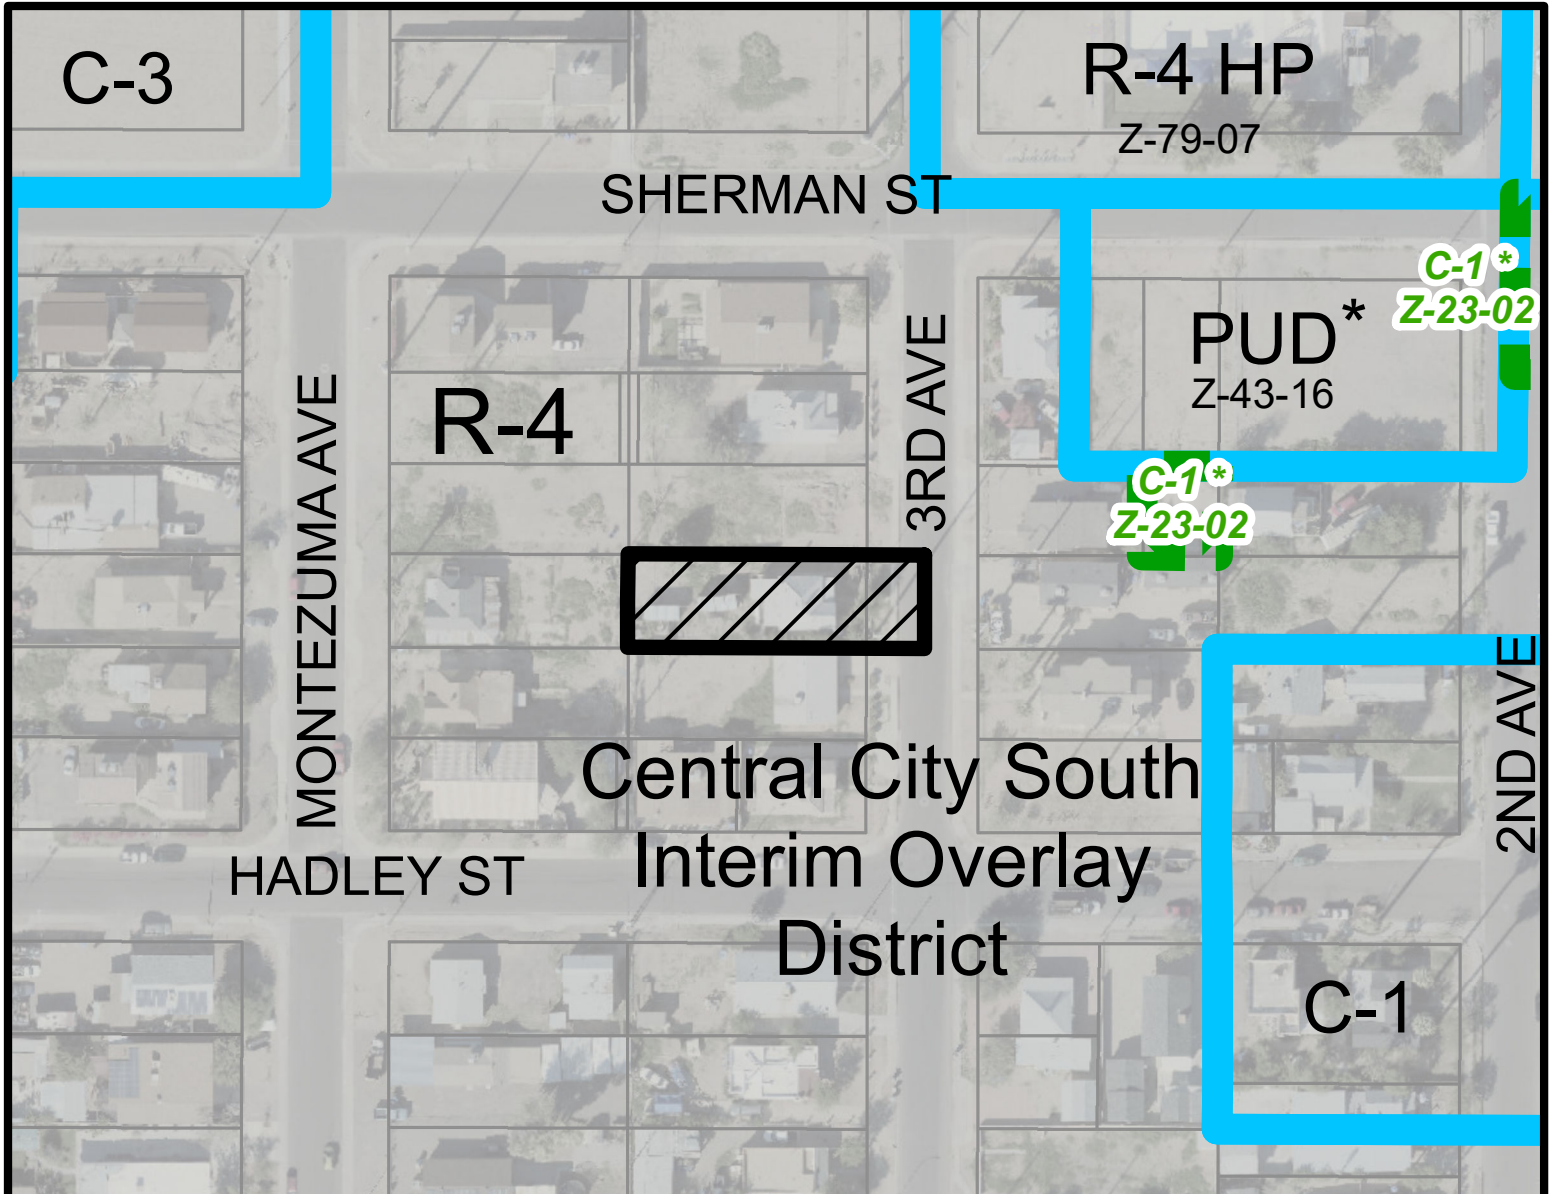 C-3
R-4 HP
Z-79-07
SHERMAN ST
C-1 *
Z-23-02
PUD*
Z-43-16
3RD AVE
MONTEZUMA AVE
R-4
C-1 *
Z-23-02
2ND AVE
Central City South
Interim Overlay
District
HADLEY ST
C-1